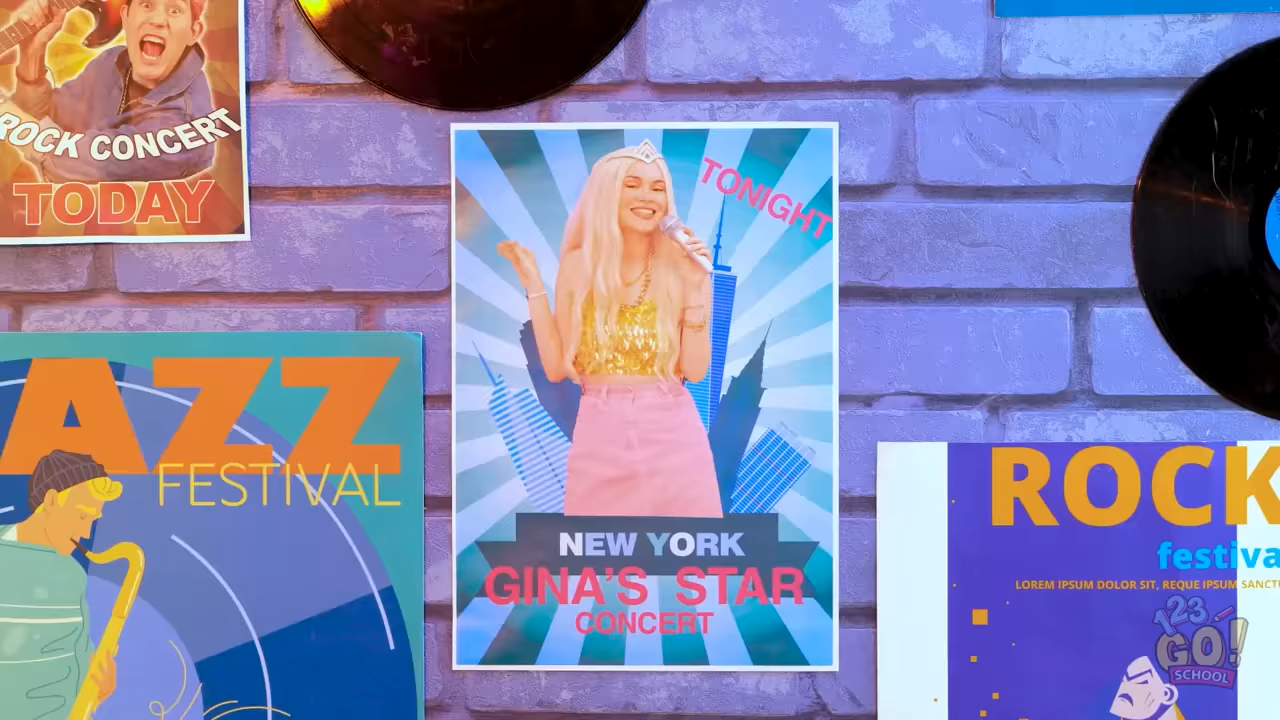 ROCK CONCERT
TODAY
AZZ
FESTIVAL
TONIGHT
NEW YORK
GINA'S STAR
CONCERT
ROCK
festiva
LOREM IPSUM DOLOR SIT, REQUE IPSUM SANCTU
123
GO!
SCHOOL